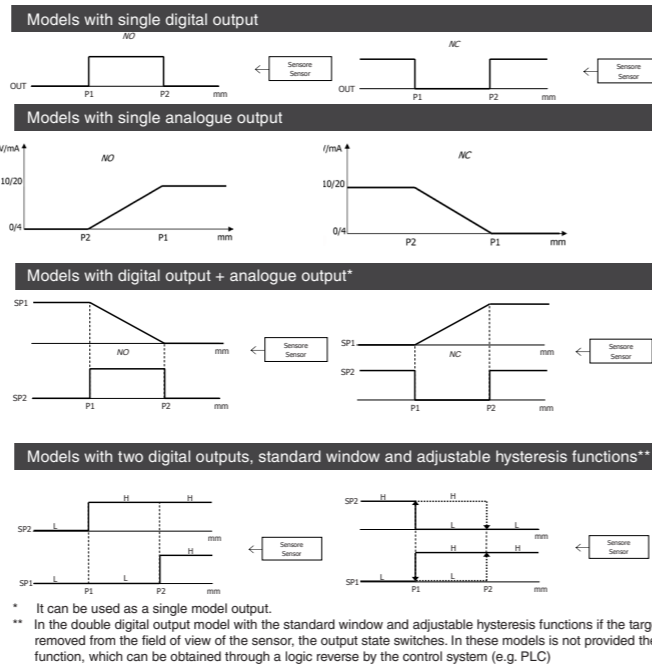 Models with single digital output
NO
NC
Sensore
Sensor
Sensore
Sensor
OUT
P1
P2
mm
OUT
P1
P2
mm
Models with single analogue output
V/mA
NO
10/20
0/4
P2
P1
mm
/mA
NC
10/20
0/4
P2
P1
mm
Models with digital output + analogue output*
SP1
NO
mm
Sensore
Sensor
SP2
P1
P2
mm
SP1
NC
mm
Sensore
Sensor
SP2
P1
P2
mm
Models with two digital outputs, standard window and adjustable hysteresis functions**
H
H
SP2
L
mm
H
SP1
L
L
P1
P2
mm
Sensore
Sensor
H
H
SP2
L
L
mm
H
H
SP1
L
L
P1
P2
mm
Sensore
Sensor
* It can be used as a single model output.
** In the double digital output model with the standard window and adjustable hysteresis functions if the targ
removed from the field of view of the sensor, the output state switches. In these models is not provided the
function, which can be obtained through a logic reverse by the control system (e.g. PLC)